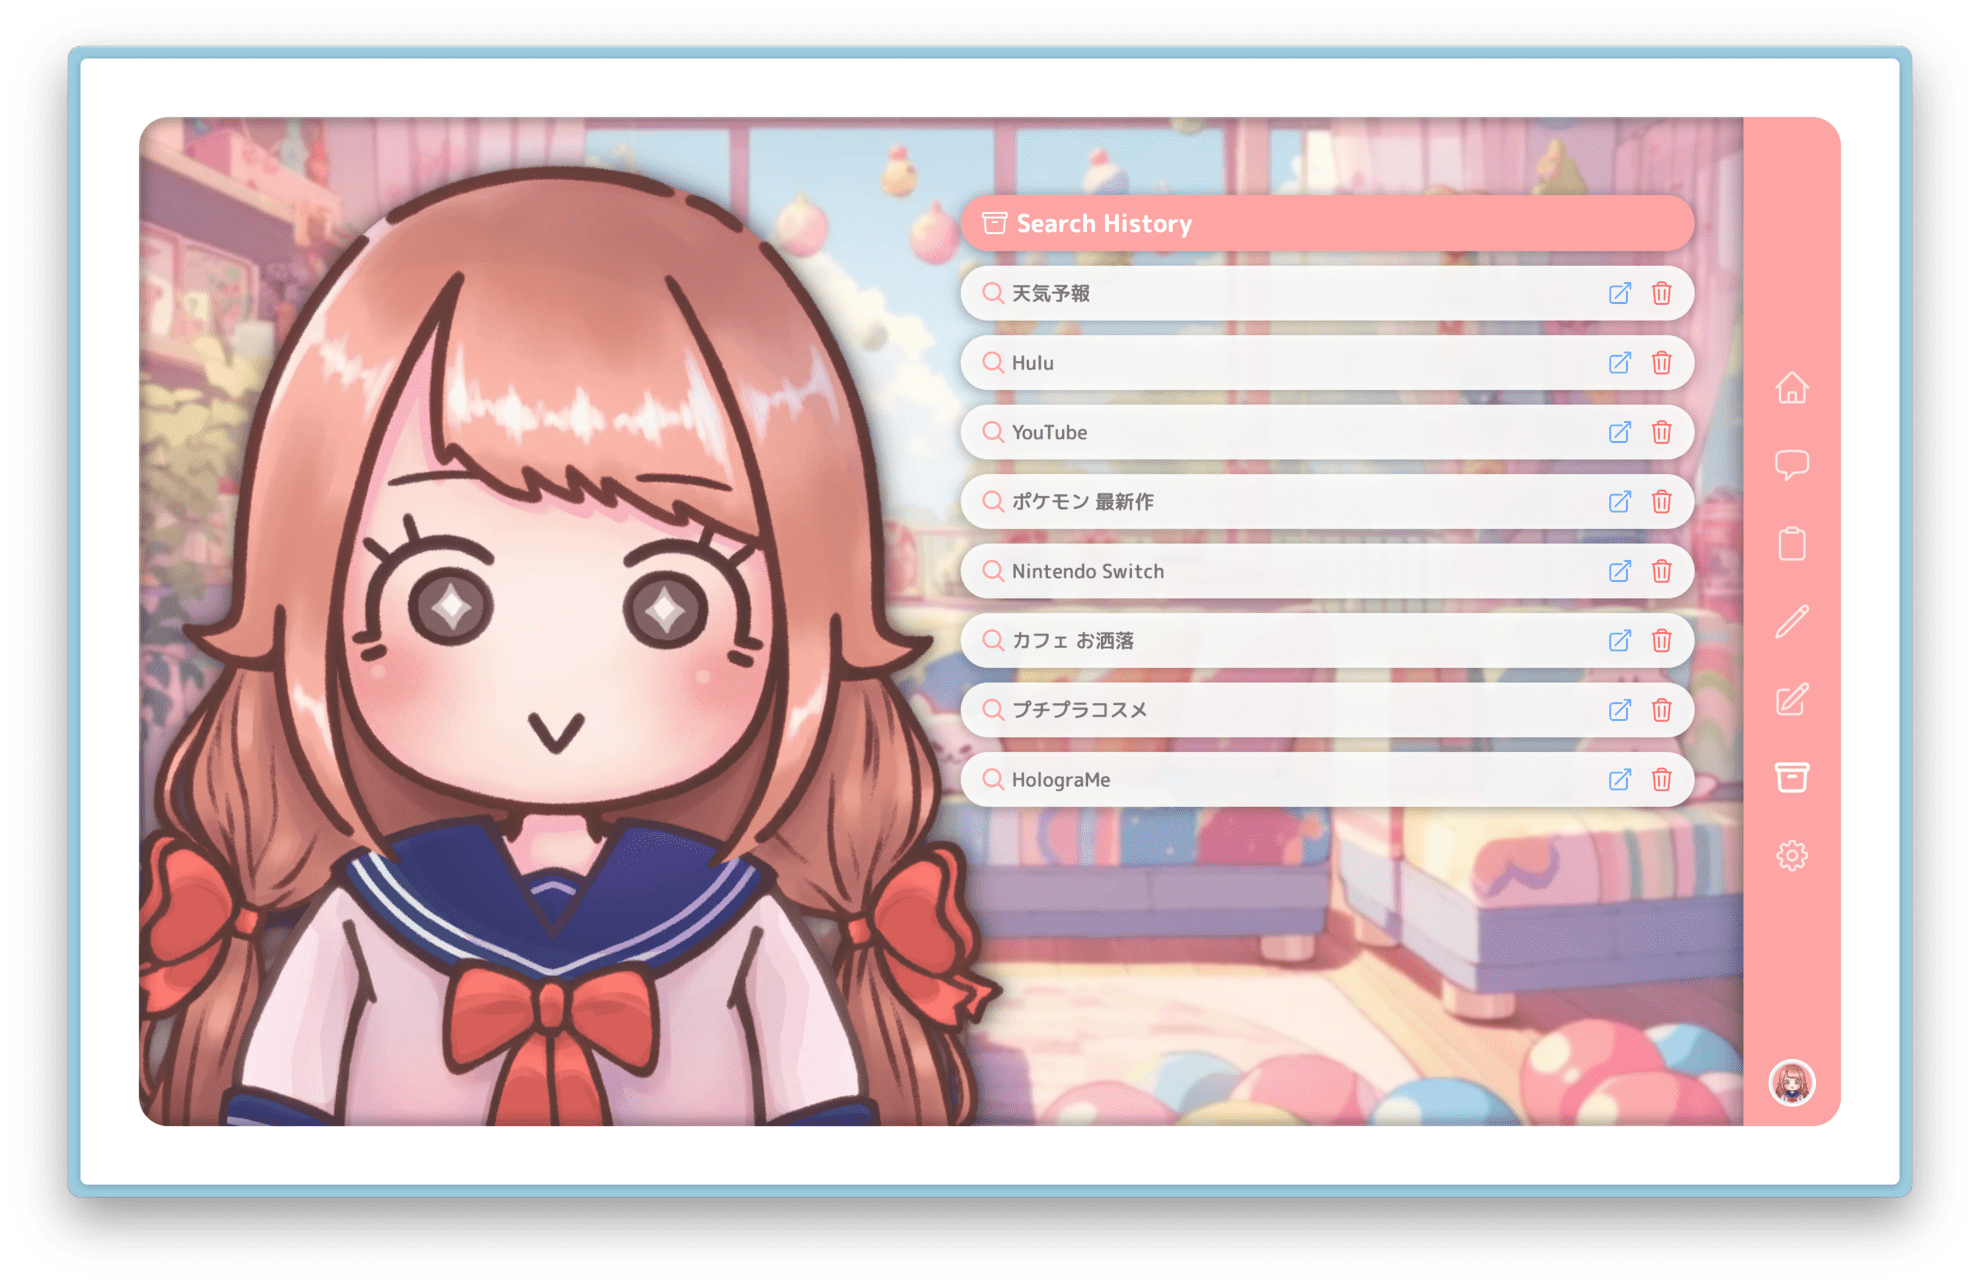 Search History
天気予報
Hulu
YouTube
ポケモン 最新作
Nintendo Switch
カフェ お洒落
プチプラコスメ
HolograMe